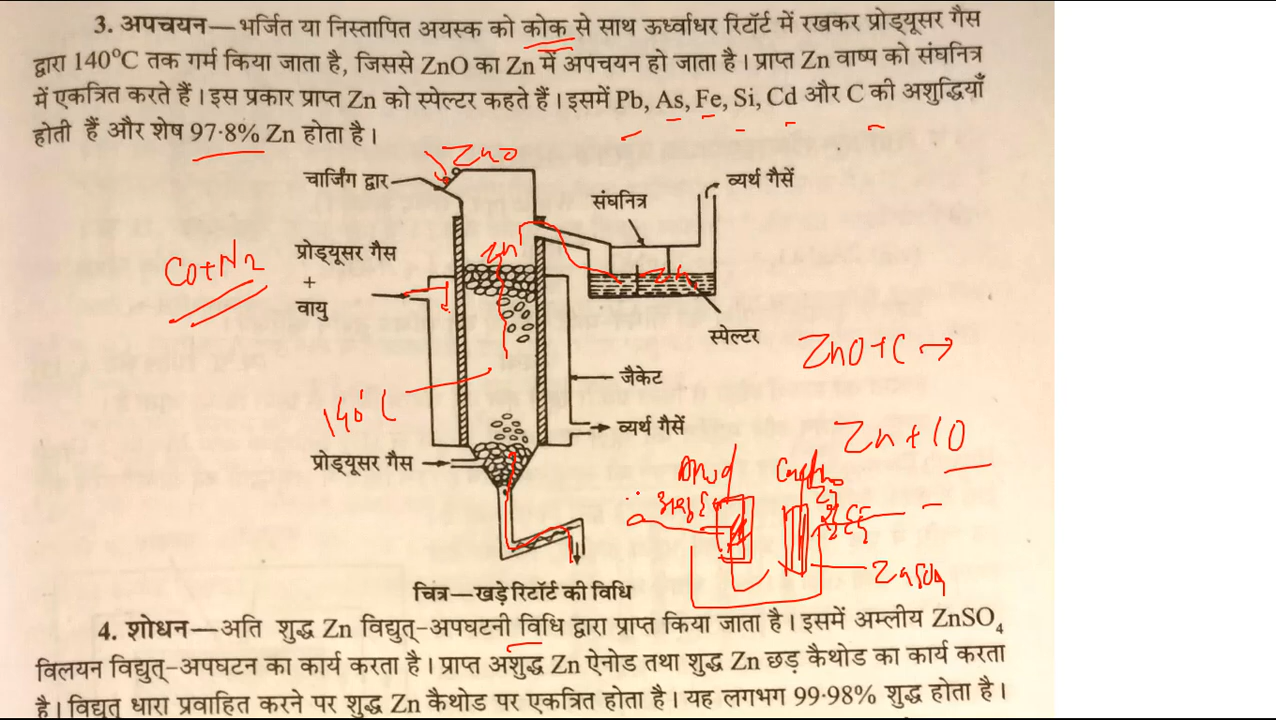 3. अपचयन—भर्जित या निस्तापित अयस्क को कोक से साथ ऊर्ध्वाधर रिटॉर्ट में रखकर प्रोड्यूसर गैस
द्वारा 140°C तक गर्म किया जाता है, जिससे ZnO का Zn में अपचयन हो जाता है। प्राप्त Zn वाष्प को संघनित्र
में एकत्रित करते हैं। इस प्रकार प्राप्त Zn को स्पेल्टर कहते हैं। इसमें Pb, As, Fe, Si, Cd और C की अशुद्धियाँ
होती हैं और शेष 97·8% Zn होता है।
ZnO
चार्जिंग द्वार
व्यर्थ गैसें
संघनित्र
CO+N2
प्रोड्यूसर गैस
+
वायु
Zn
Zn
स्पेल्टर
ZnO+C →
जैकेट
140°C
व्यर्थ गैसें
Zn + CO
प्रोड्यूसर गैस
ZnSO4
चित्र—खड़े रिटॉर्ट की विधि
4. शोधन—अति शुद्ध Zn विद्युत्-अपघटनी विधि द्वारा प्राप्त किया जाता है। इसमें अम्लीय ZnSO4
विलयन विद्युत्-अपघटन का कार्य करता है। प्राप्त अशुद्ध Zn ऐनोड तथा शुद्ध Zn छड़ कैथोड का कार्य करता
है। विद्युत् धारा प्रवाहित करने पर शुद्ध Zn कैथोड पर एकत्रित होता है। यह लगभग 99·98% शुद्ध होता है।